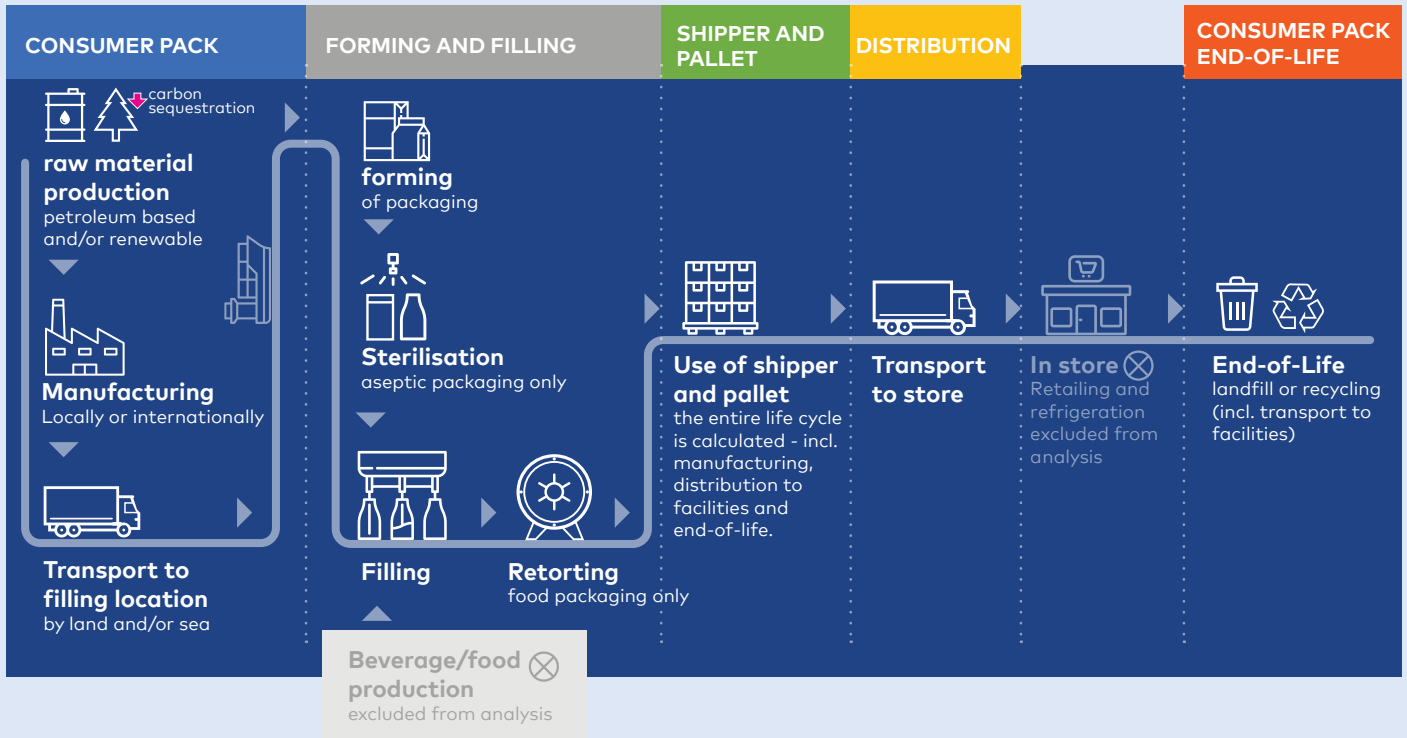 CONSUMER PACK
carbon
sequestration
raw material
production
petroleum based
and/or renewable
Manufacturing
Locally or internationally
Transport to
filling location
by land and/or sea
FORMING AND FILLING
forming
of packaging
Sterilisation
aseptic packaging only
Filling
Retorting
food packaging only
Beverage/food
production
excluded from analysis
SHIPPER AND
PALLET
Use of shipper
and pallet
the entire life cycle
is calculated - incl.
manufacturing,
distribution to
facilities and
end-of-life.
DISTRIBUTION
Transport
to store
In store
Retailing and
refrigeration
excluded from
analysis
CONSUMER PACK
END-OF-LIFE
End-of-Life
landfill or recycling
(incl. transport to
facilities)